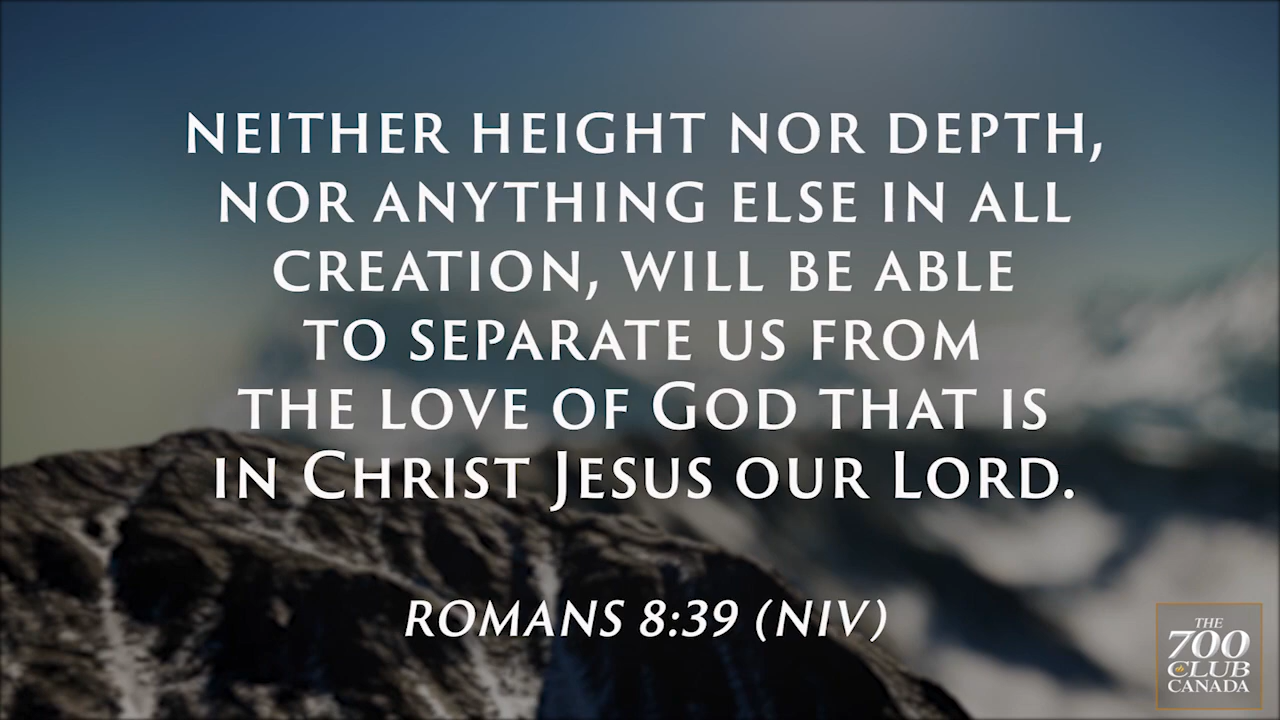 NEITHER HEIGHT NOR DEPTH,
NOR ANYTHING ELSE IN ALL
CREATION, WILL BE ABLE
TO SEPARATE US FROM
THE LOVE OF GOD THAT IS
IN CHRIST JESUS OUR LORD.
ROMANS 8:39 (NIV)
THE
700
CLUB
CANADA